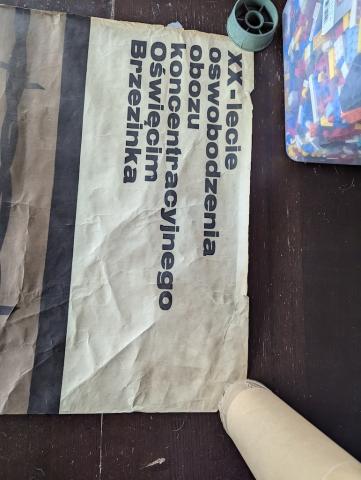 XX-lecie
oswobodzenia
obozu
koncentracyjnego
Oświęcim
Brzezinka